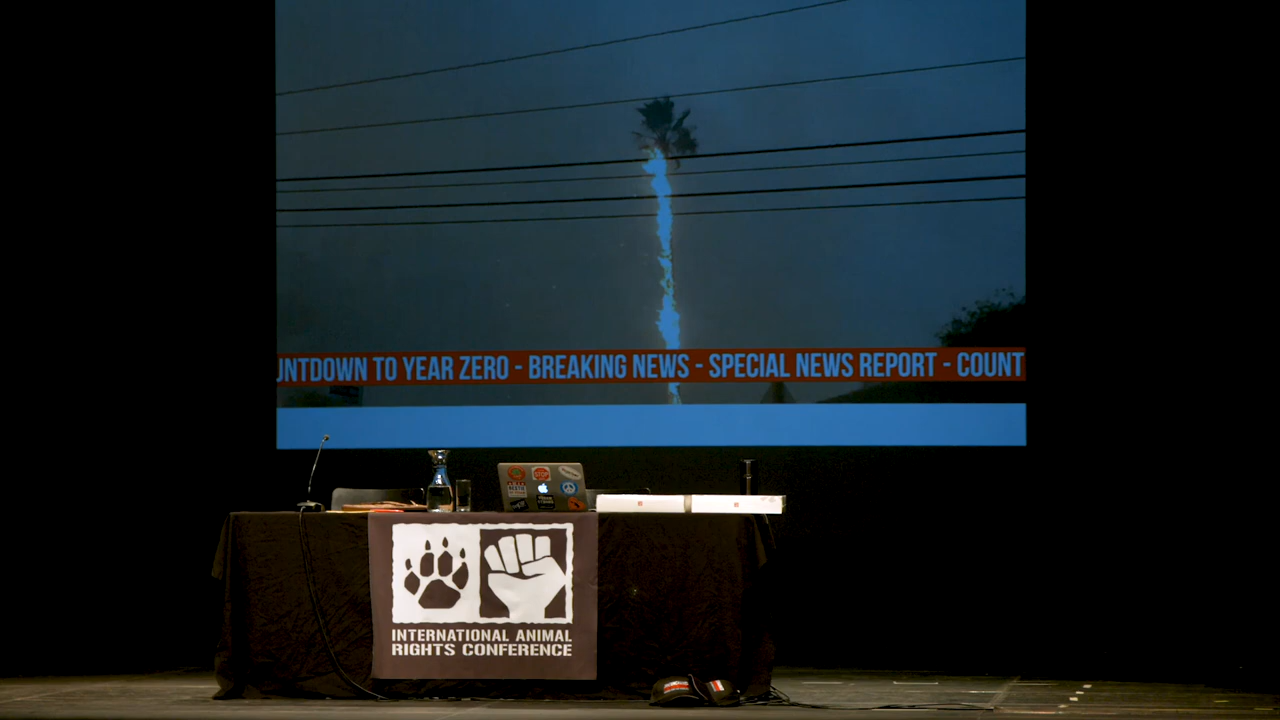 UNTDOWN TO YEAR ZERO - BREAKING NEWS - SPECIAL NEWS REPORT - COUNT
INTERNATIONAL ANIMAL
RIGHTS CONFERENCE